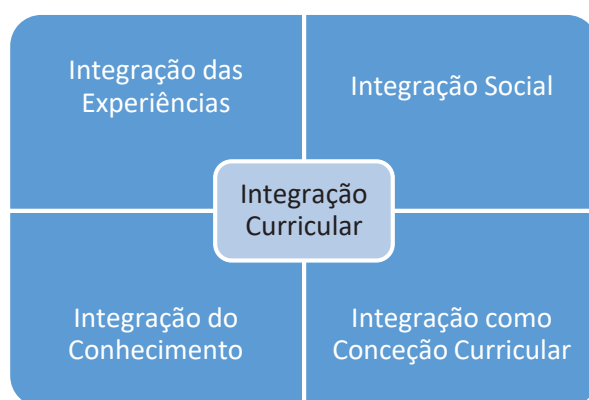 Integração das
Experiências
Integração Social
Integração
Curricular
Integração do
Conhecimento
Integração como
Conceção Curricular